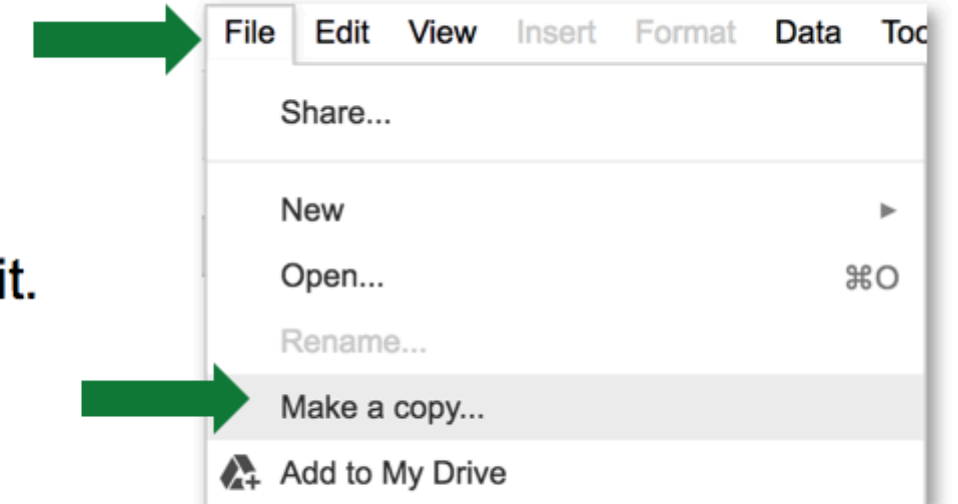 File Edit View Insert Format Data
Share...
New
Open... ⌘O
it.
Rename...
Make a copy...
Add to My Drive